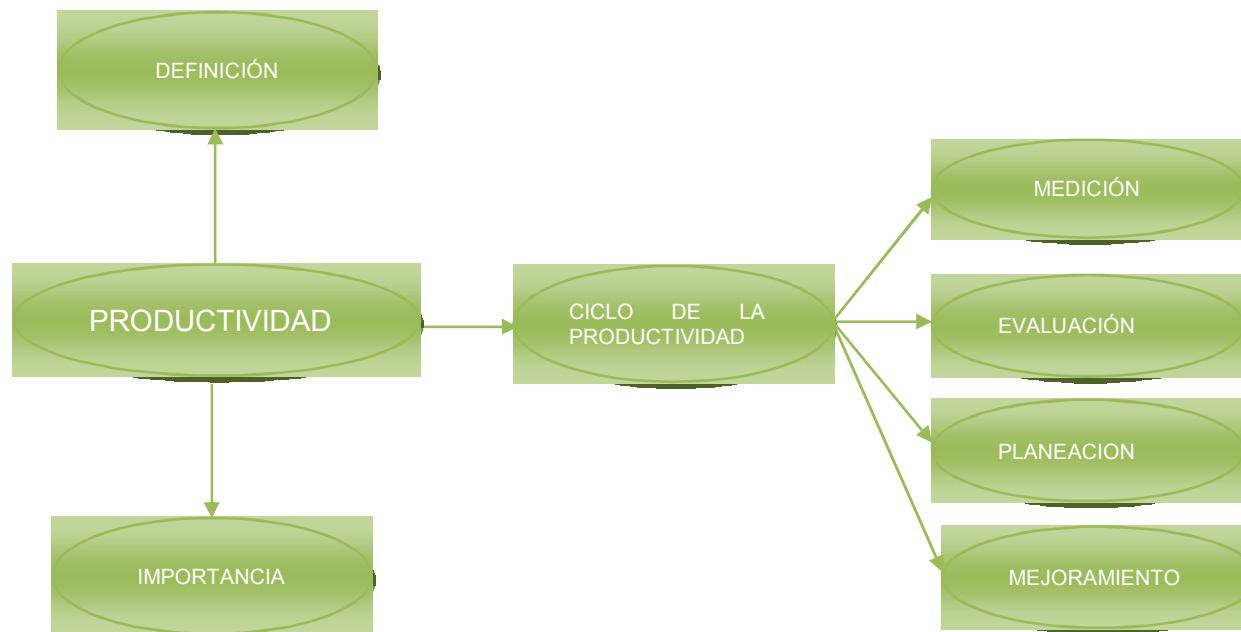 DEFINICIÓN
PRODUCTIVIDAD
IMPORTANCIA
CICLO DE LA
PRODUCTIVIDAD
MEDICIÓN
EVALUACIÓN
PLANEACION
MEJORAMIENTO